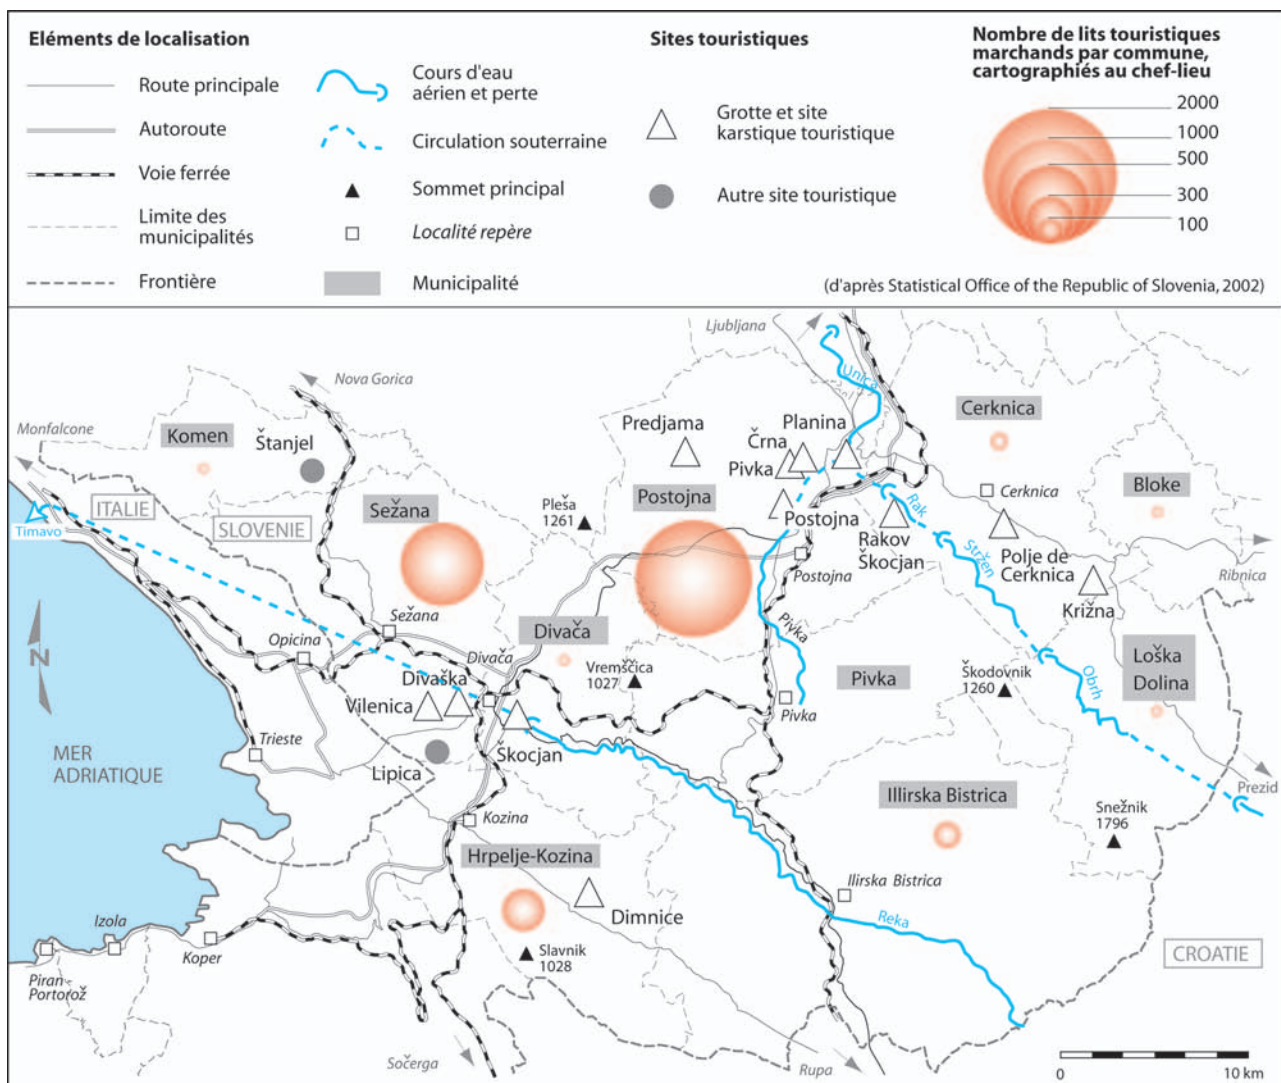 Eléments de localisation
Route principale
Autoroute
Voie ferrée
Limite des
municipalités
Frontière
Cours d'eau
aérien et perte
Circulation souterraine
Sommet principal
Localité repère
Municipalité
Sites touristiques
Grotte et site
karstique touristique
Autre site touristique
Nombre de lits touristiques
marchands par commune,
cartographiés au chef-lieu
2000
1000
500
300
100
(d'après Statistical Office of the Republic of Slovenia, 2002)
Ljubljana
Nova Gorica
Unica
Monfalcone
Komen
Štanjel
Predjama
Črna
Pivka
Planina
Cerknica
ITALIE
SLOVENIE
Timavo
Sežana
Pleša
1261
Postojna
Postojna
Rakov
Škocjan
Rak
Cerknica
Polje de
Cerknica
Bloke
Stržen
Ribnica
Križna
Postojna
N
Sežana
Opicina
Divača
Divača
Divaška
Vilenica
Vremščica
1027
Pivka
Pivka
Pivka
Škodovnik
1260
Obrh
Loška
Dolina
MER
ADRIATIQUE
Trieste
Lipica
Škocjan
Prezid
Kozina
Illirska Bistrica
Snežnik
1796
Hrpelje-Kozina
Dimnice
Ilirska Bistrica
Reka
Slavnik
1028
Izola
Koper
Piran
Portorož
CROATIE
Sočerga
Rupa
0
10 km